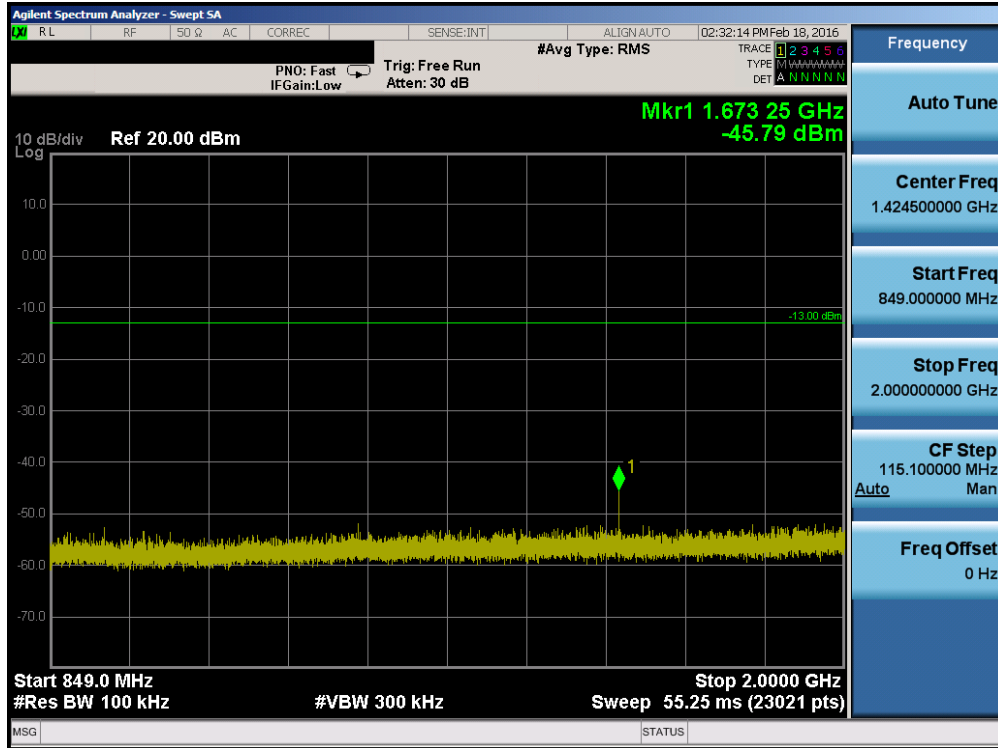 Agilent Spectrum Analyzer - Swept SA
LXI RL RF 50 Ω AC CORREC SENSE:INT ALIGN AUTO 02:32:14 PM Feb 18, 2016
#Avg Type: RMS
TRACE 1 2 3 4 5 6
TYPE M WWWWW
DET A N N N N N
PNO: Fast
IFGain:Low
Trig: Free Run
Atten: 30 dB
Mkr1 1.673 25 GHz
-45.79 dBm
10 dB/div Ref 20.00 dBm
Log
10.0
0.00
-10.0
-13.00 dBm
-20.0
-30.0
-40.0
1
-50.0
-60.0
-70.0
Start 849.0 MHz Stop 2.0000 GHz
#Res BW 100 kHz #VBW 300 kHz Sweep 55.25 ms (23021 pts)
MSG STATUS
Frequency
Auto Tune
Center Freq
1.424500000 GHz
Start Freq
849.000000 MHz
Stop Freq
2.000000000 GHz
CF Step
115.100000 MHz
Auto Man
Freq Offset
0 Hz